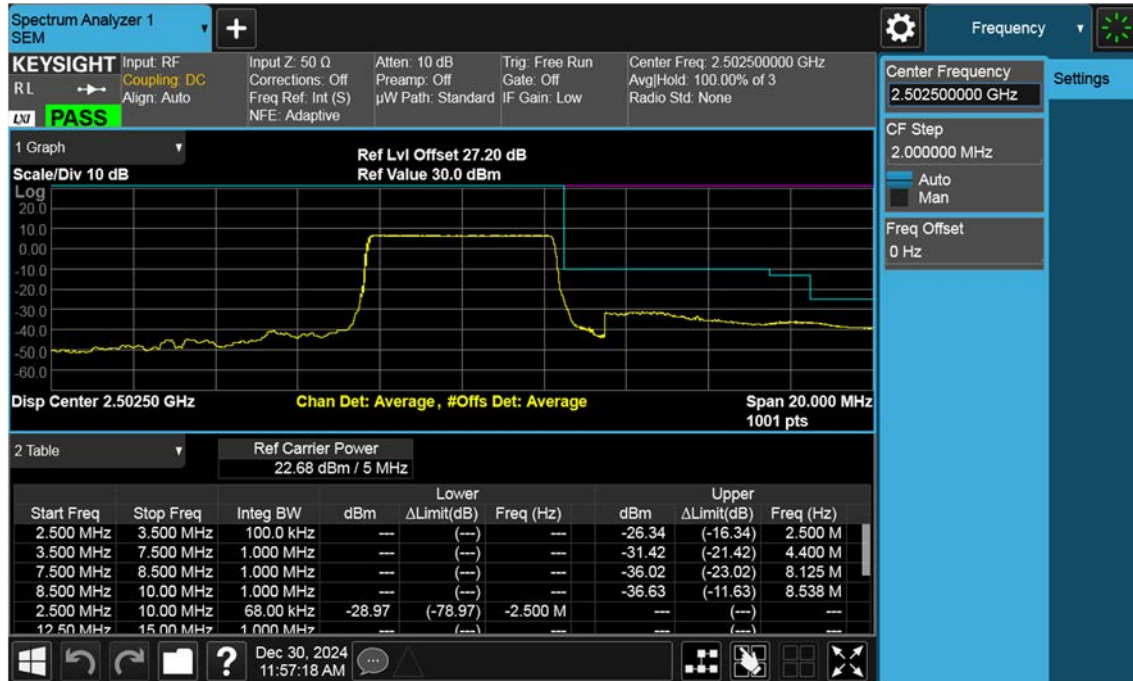 Spectrum Analyzer 1
SEM
+
Frequency
KEYSIGHT
R L
LXI
PASS
Input: RF
Coupling: DC
Align: Auto
Input Z: 50 Ω
Corrections: Off
Freq Ref: Int (S)
NFE: Adaptive
Atten: 10 dB
Preamp: Off
µW Path: Standard
Trig: Free Run
Gate: Off
IF Gain: Low
Center Freq: 2.502500000 GHz
Avg|Hold: 100.00% of 3
Radio Std: None
Center Frequency
2.502500000 GHz
Settings
CF Step
2.000000 MHz
Auto
Man
Freq Offset
0 Hz
1 Graph
Ref Lvl Offset 27.20 dB
Scale/Div 10 dB
Ref Value 30.0 dBm
Log
20.0
10.0
0.00
-10.0
-20.0
-30.0
-40.0
-50.0
-60.0
Disp Center 2.50250 GHz
Chan Det: Average, #Offs Det: Average
Span 20.000 MHz
1001 pts
2 Table
Ref Carrier Power
22.68 dBm / 5 MHz
Lower Upper
Start Freq Stop Freq Integ BW dBm ΔLimit(dB) Freq (Hz) dBm ΔLimit(dB) Freq (Hz)
2.500 MHz 3.500 MHz 100.0 kHz --- (---) --- -26.34 (-16.34) 2.500 M
3.500 MHz 7.500 MHz 1.000 MHz --- (---) --- -31.42 (-21.42) 4.400 M
7.500 MHz 8.500 MHz 1.000 MHz --- (---) --- -36.02 (-23.02) 8.125 M
8.500 MHz 10.00 MHz 1.000 MHz --- (---) --- -36.63 (-11.63) 8.538 M
2.500 MHz 10.00 MHz 68.00 kHz -28.97 (-78.97) -2.500 M --- (---) ---
12.50 MHz 15.00 MHz 1.000 MHz --- (---) --- --- (---) ---
?
Dec 30, 2024
11:57:18 AM